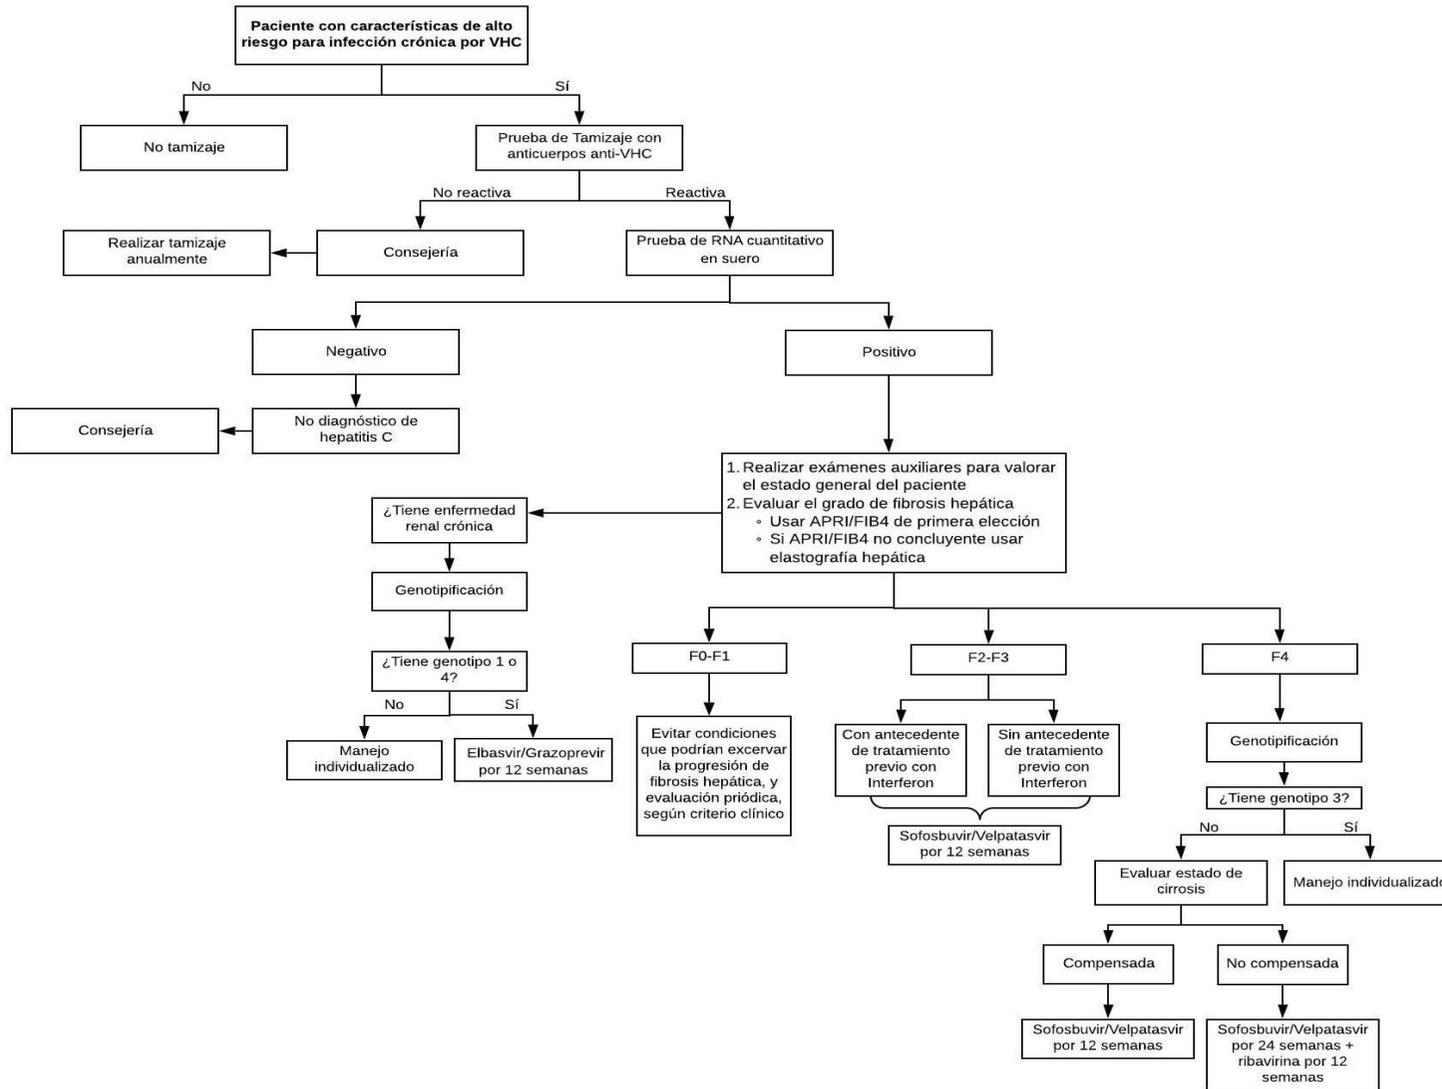 Paciente con características de alto
riesgo para infección crónica por VHC
No
Sí
No tamizaje
Prueba de Tamizaje con
anticuerpos anti-VHC
No reactiva
Reactiva
Realizar tamizaje
anualmente
Consejería
Prueba de RNA cuantitativo
en suero
Negativo
Positivo
Consejería
No diagnóstico de
hepatitis C
1. Realizar exámenes auxiliares para valorar
el estado general del paciente
2. Evaluar el grado de fibrosis hepática
∘ Usar APRI/FIB4 de primera elección
∘ Si APRI/FIB4 no concluyente usar
elastografía hepática
¿Tiene enfermedad
renal crónica
Genotipificación
¿Tiene genotipo 1 o
4?
No
Sí
Manejo
individualizado
Elbasvir/Grazoprevir
por 12 semanas
F0-F1
F2-F3
F4
Evitar condiciones
que podrían excervar
la progresión de
fibrosis hepática, y
evaluación priódica,
según criterio clínico
Con antecedente
de tratamiento
previo con
Interferon
Sin antecedente
de tratamiento
previo con
Interferon
Sofosbuvir/Velpatasvir
por 12 semanas
Genotipificación
¿Tiene genotipo 3?
No
Sí
Evaluar estado de
cirrosis
Manejo individualizado
Compensada
No compensada
Sofosbuvir/Velpatasvir
por 12 semanas
Sofosbuvir/Velpatasvir
por 24 semanas +
ribavirina por 12
semanas